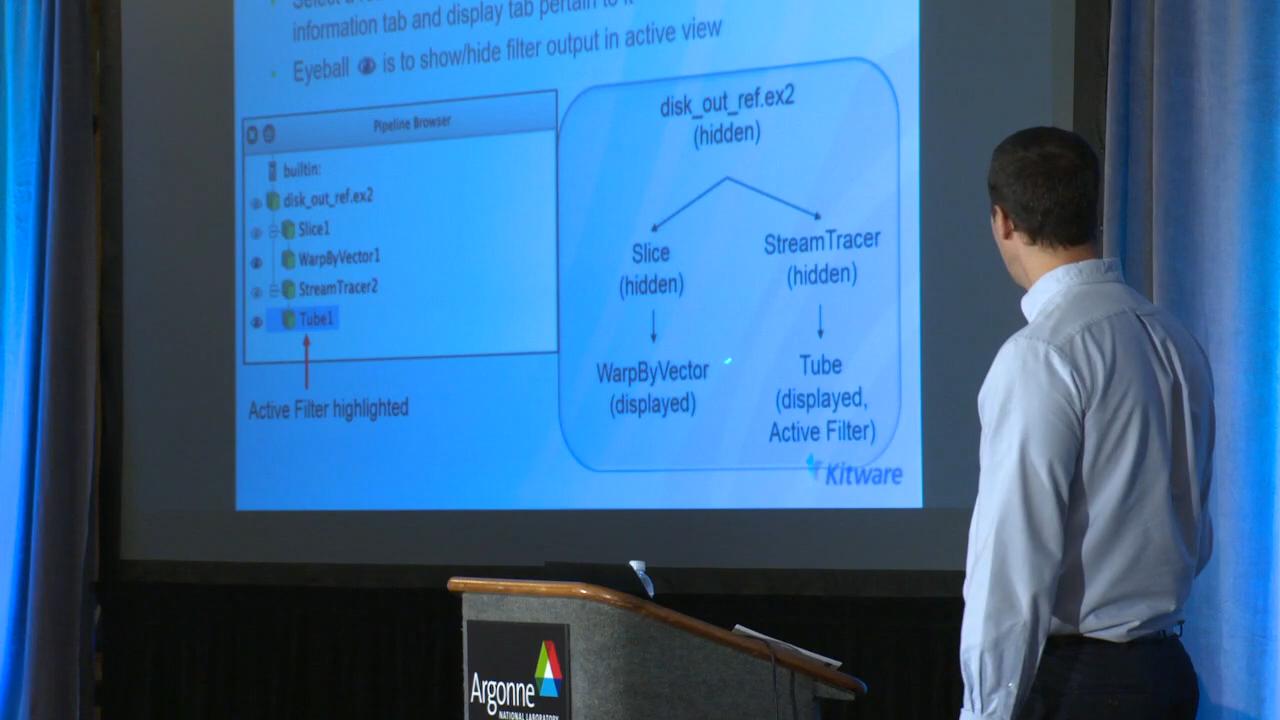 Select a
information tab and display tab pertain to it
Eyeball is to show/hide filter output in active view
Pipeline Browser
builtin:
disk_out_ref.ex2
Slice1
WarpByVector1
StreamTracer2
Tube1
Active Filter highlighted
disk_out_ref.ex2
(hidden)
Slice
(hidden)
StreamTracer
(hidden)
WarpByVector
(displayed)
Tube
(displayed,
Active Filter)
Kitware
Argonne
NATIONAL LABORATORY